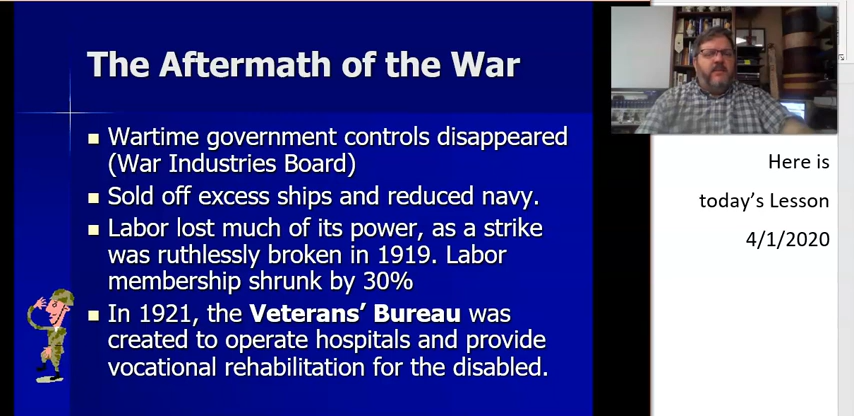 The Aftermath of the War
Wartime government controls disappeared
(War Industries Board)
Sold off excess ships and reduced navy.
Labor lost much of its power, as a strike
was ruthlessly broken in 1919. Labor
membership shrunk by 30%
In 1921, the Veterans’ Bureau was
created to operate hospitals and provide
vocational rehabilitation for the disabled.
Here is
today’s Lesson
4/1/2020